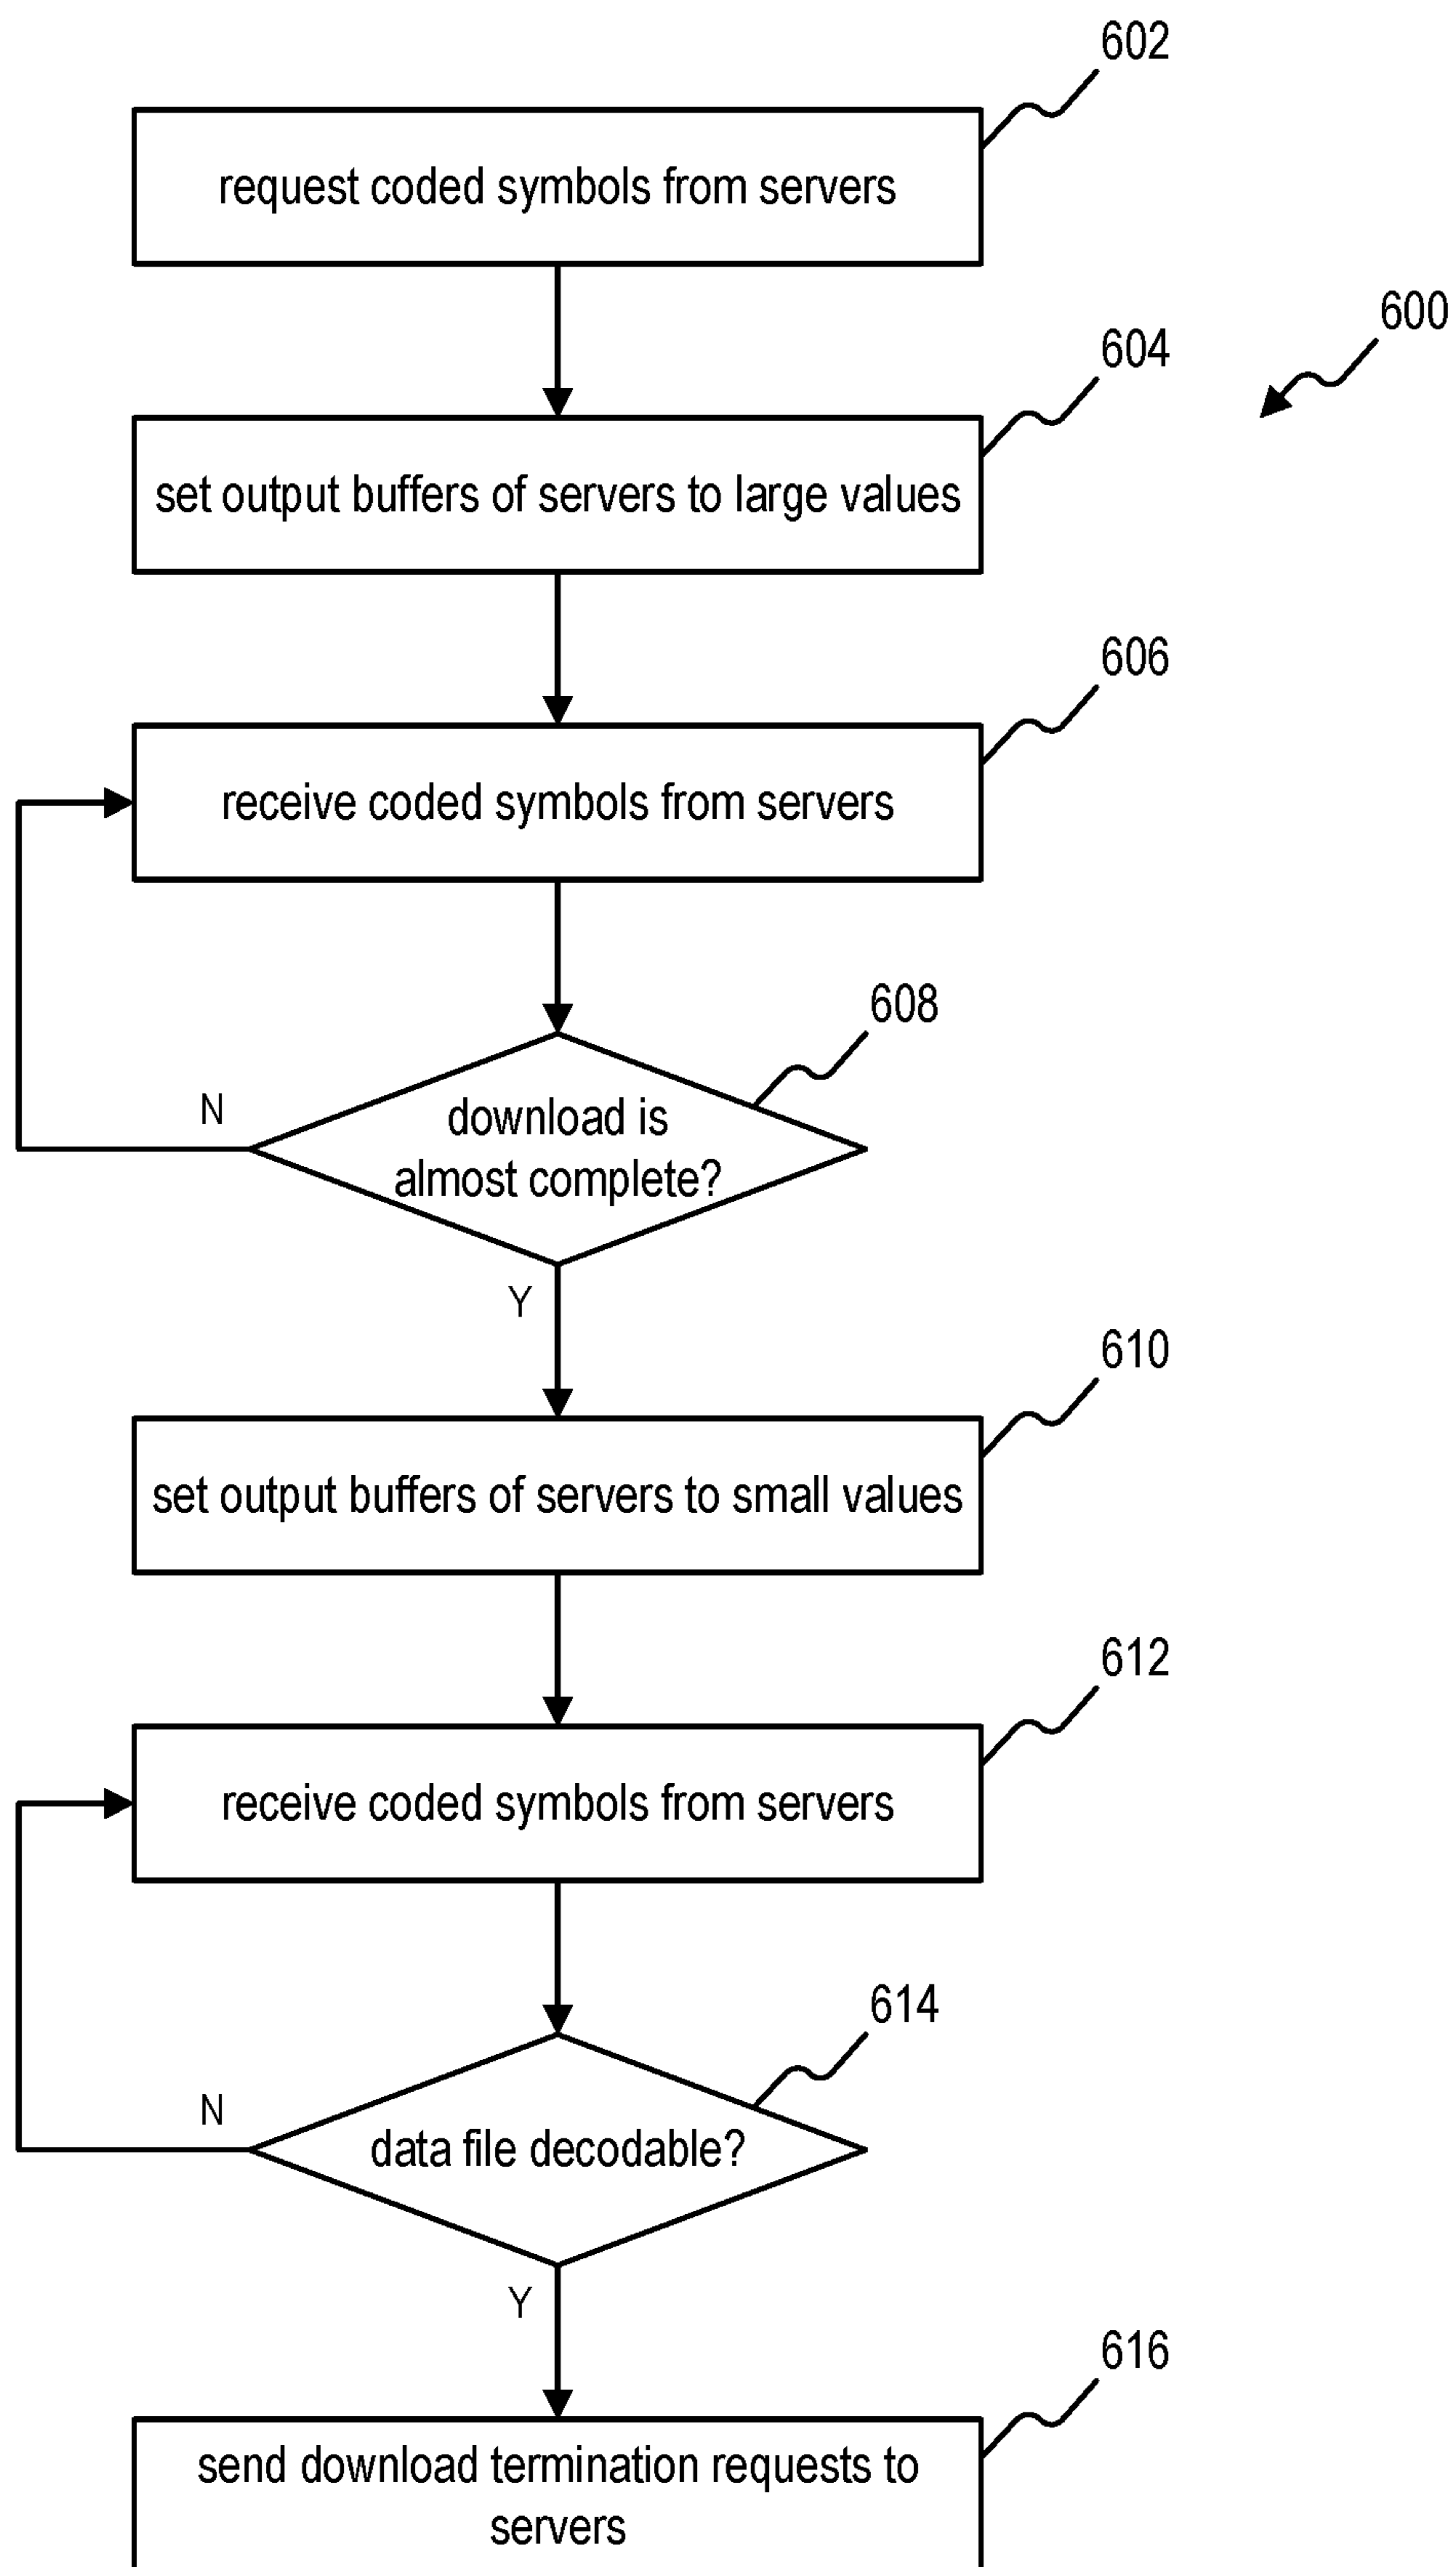 602
request coded symbols from servers
600
604
set output buffers of servers to large values
606
receive coded symbols from servers
608
download is
almost complete?
N
Y
610
set output buffers of servers to small values
612
receive coded symbols from servers
614
data file decodable?
N
Y
616
send download termination requests to
servers